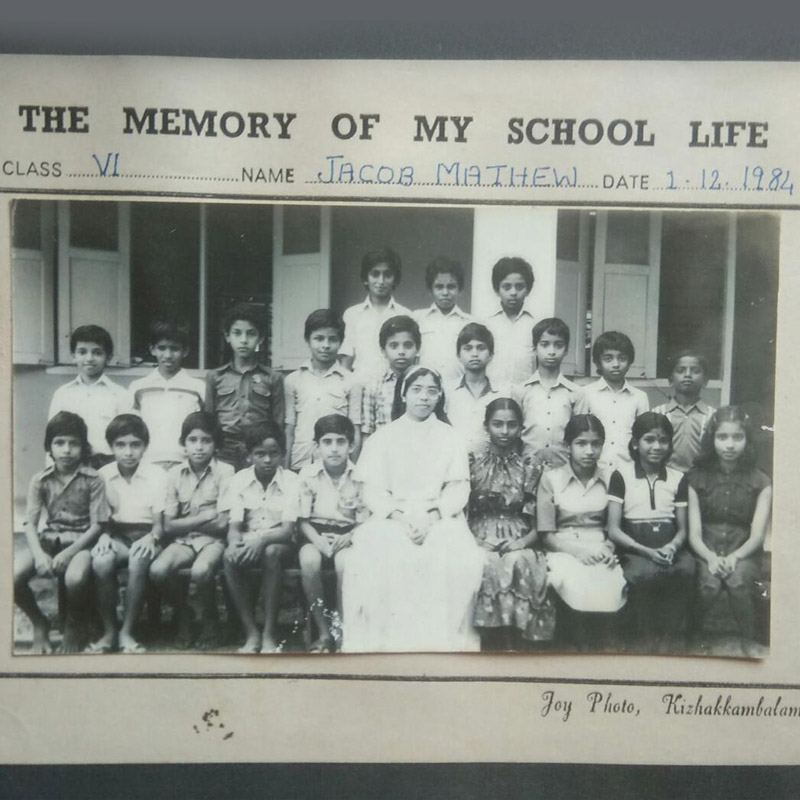 THE MEMORY OF MY SCHOOL LIFE
CLASS VI NAME JACOB MATHEW DATE 1.12.1984
Joy Photo, Kizhakkambalam